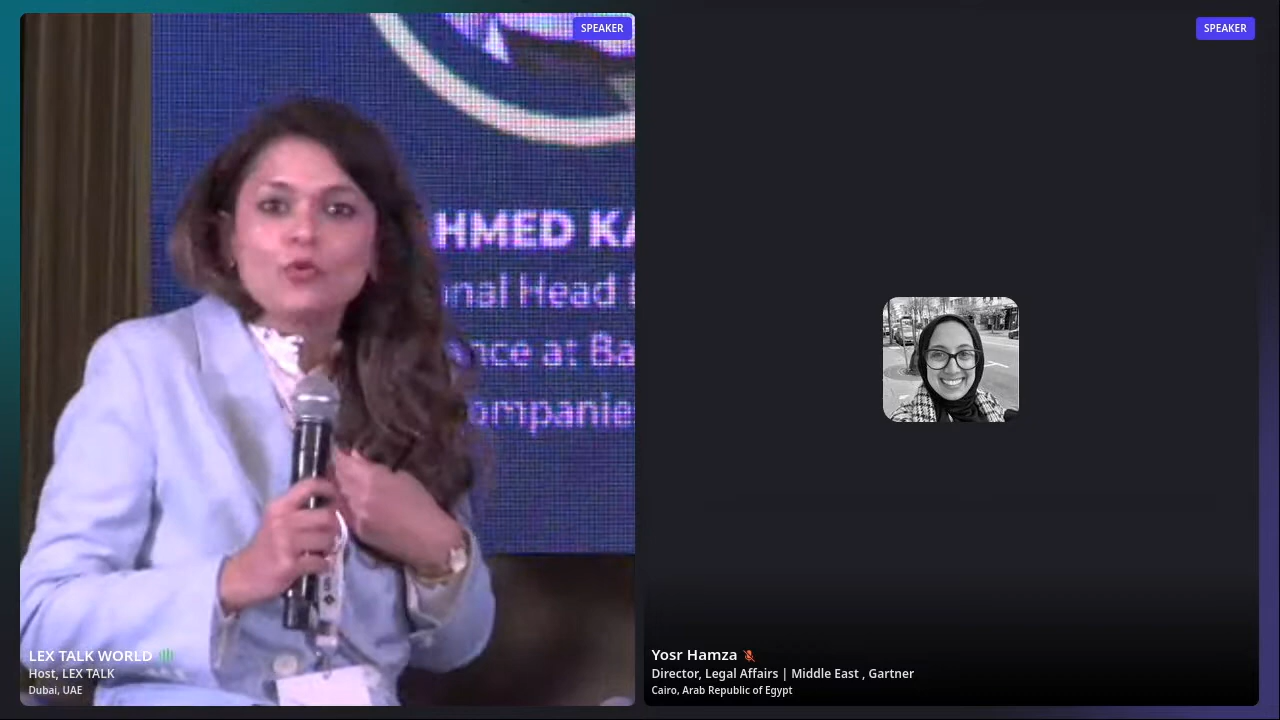 SPEAKER
HMED KA
onal Head
nce at Ba
ompanie
LEX TALK WORLD
Host, LEX TALK
Dubai, UAE
SPEAKER
Yosr Hamza
Director, Legal Affairs | Middle East , Gartner
Cairo, Arab Republic of Egypt